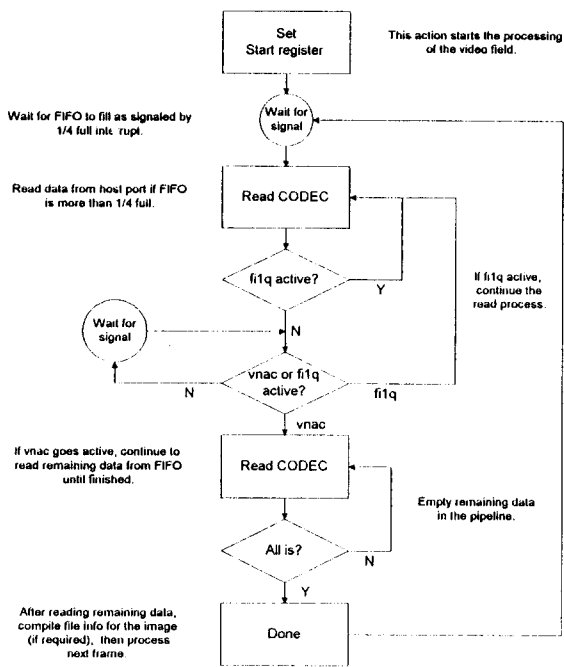 Set
Start register
This action starts the processing
of the video field.
Wait for FIFO to fill as signaled by
1/4 full interrupt.
Wait for
signal
Read data from host port if FIFO
is more than 1/4 full.
Read CODEC
fi1q active?
Y
If fi1q active,
continue the
read process.
Wait for
signal
N
vnac or fi1q
active?
N
fi1q
vnac
If vnac goes active, continue to
read remaining data from FIFO
until finished.
Read CODEC
Empty remaining data
in the pipeline.
All is?
N
Y
After reading remaining data,
compile file info for the image
(if required), then process
next frame.
Done